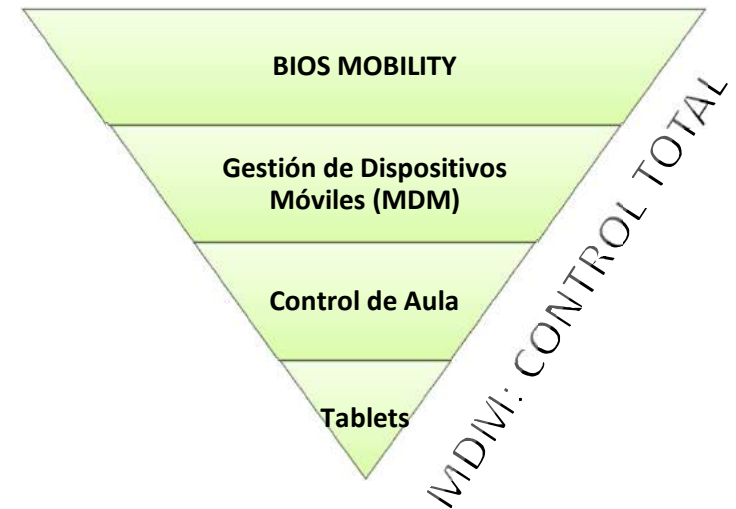 BIOS MOBILITY
Gestión de Dispositivos
Móviles (MDM)
Control de Aula
Tablets
MDM: CONTROL TOTAL